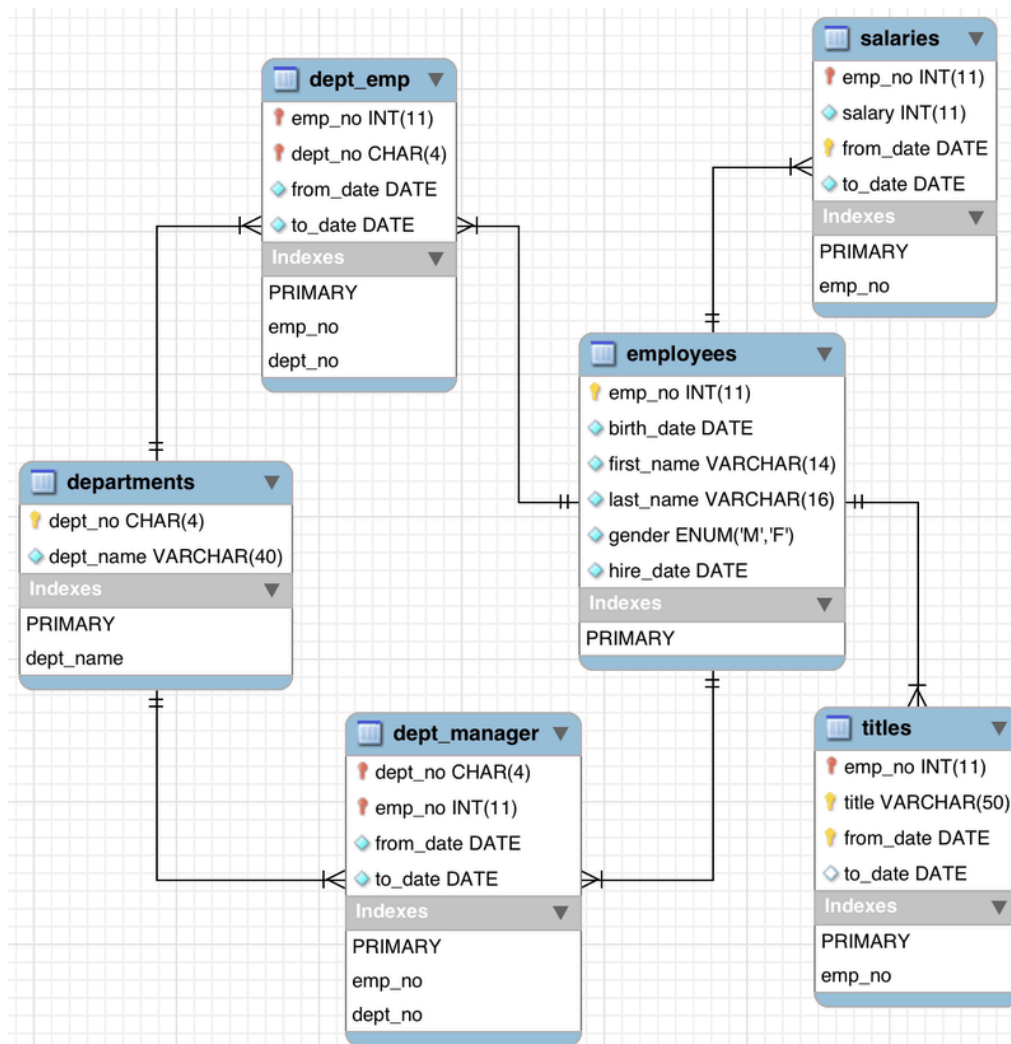 salaries
emp_no INT(11)
salary INT(11)
from_date DATE
to_date DATE
Indexes
PRIMARY
emp_no
dept_emp
emp_no INT(11)
dept_no CHAR(4)
from_date DATE
to_date DATE
Indexes
PRIMARY
emp_no
dept_no
employees
emp_no INT(11)
birth_date DATE
first_name VARCHAR(14)
last_name VARCHAR(16)
gender ENUM('M','F')
hire_date DATE
Indexes
PRIMARY
departments
dept_no CHAR(4)
dept_name VARCHAR(40)
Indexes
PRIMARY
dept_name
dept_manager
dept_no CHAR(4)
emp_no INT(11)
from_date DATE
to_date DATE
Indexes
PRIMARY
emp_no
dept_no
titles
emp_no INT(11)
title VARCHAR(50)
from_date DATE
to_date DATE
Indexes
PRIMARY
emp_no